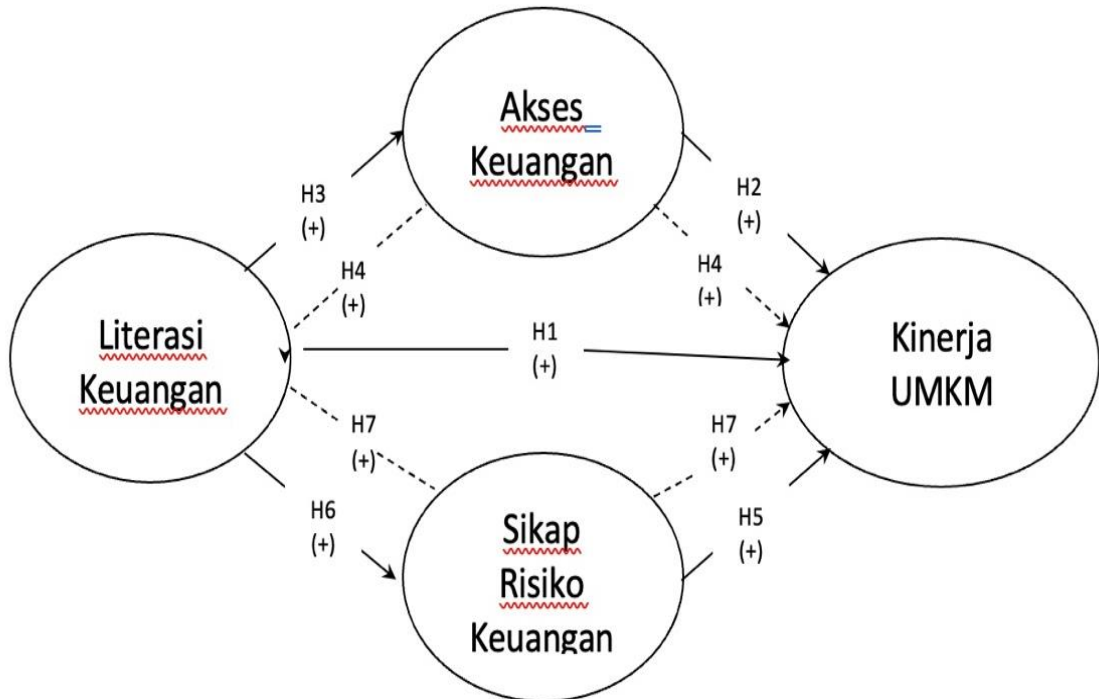 Akses
Keuangan
H3
(+)
H2
(+)
H4
(+)
H4
(+)
Literasi
Keuangan
H1
(+)
Kinerja
UMKM
H7
(+)
H7
(+)
H6
(+)
H5
(+)
Sikap
Risiko
Keuangan